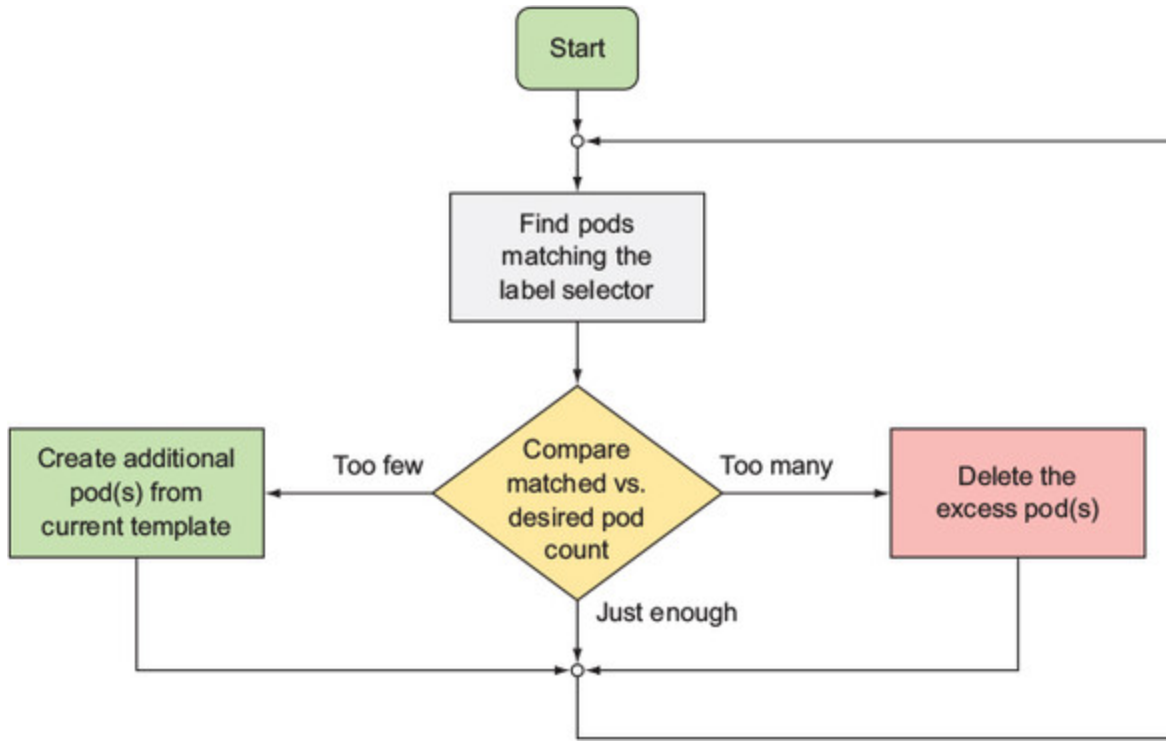 Start
Find pods
matching the
label selector
Create additional
pod(s) from
current template
Too few
Compare
matched vs.
desired pod
count
Too many
Delete the
excess pod(s)
Just enough